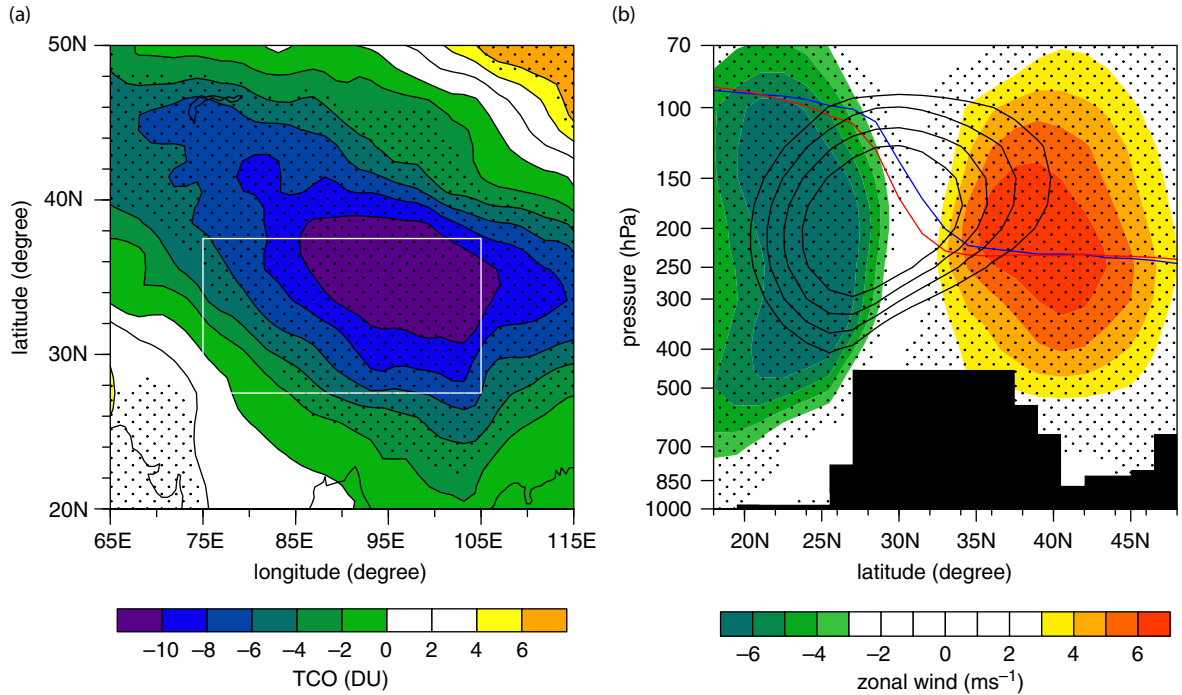 (a)
50N
40N
30N
20N
latitude (degree)
65E 75E 85E 95E 105E 115E
longitude (degree)
−10 −8 −6 −4 −2 0 2 4 6
TCO (DU)
(b)
70
100
150
200
250
300
400
500
700
850
1000
pressure (hPa)
20N 25N 30N 35N 40N 45N
latitude (degree)
−6 −4 −2 0 2 4 6
zonal wind (ms⁻¹)